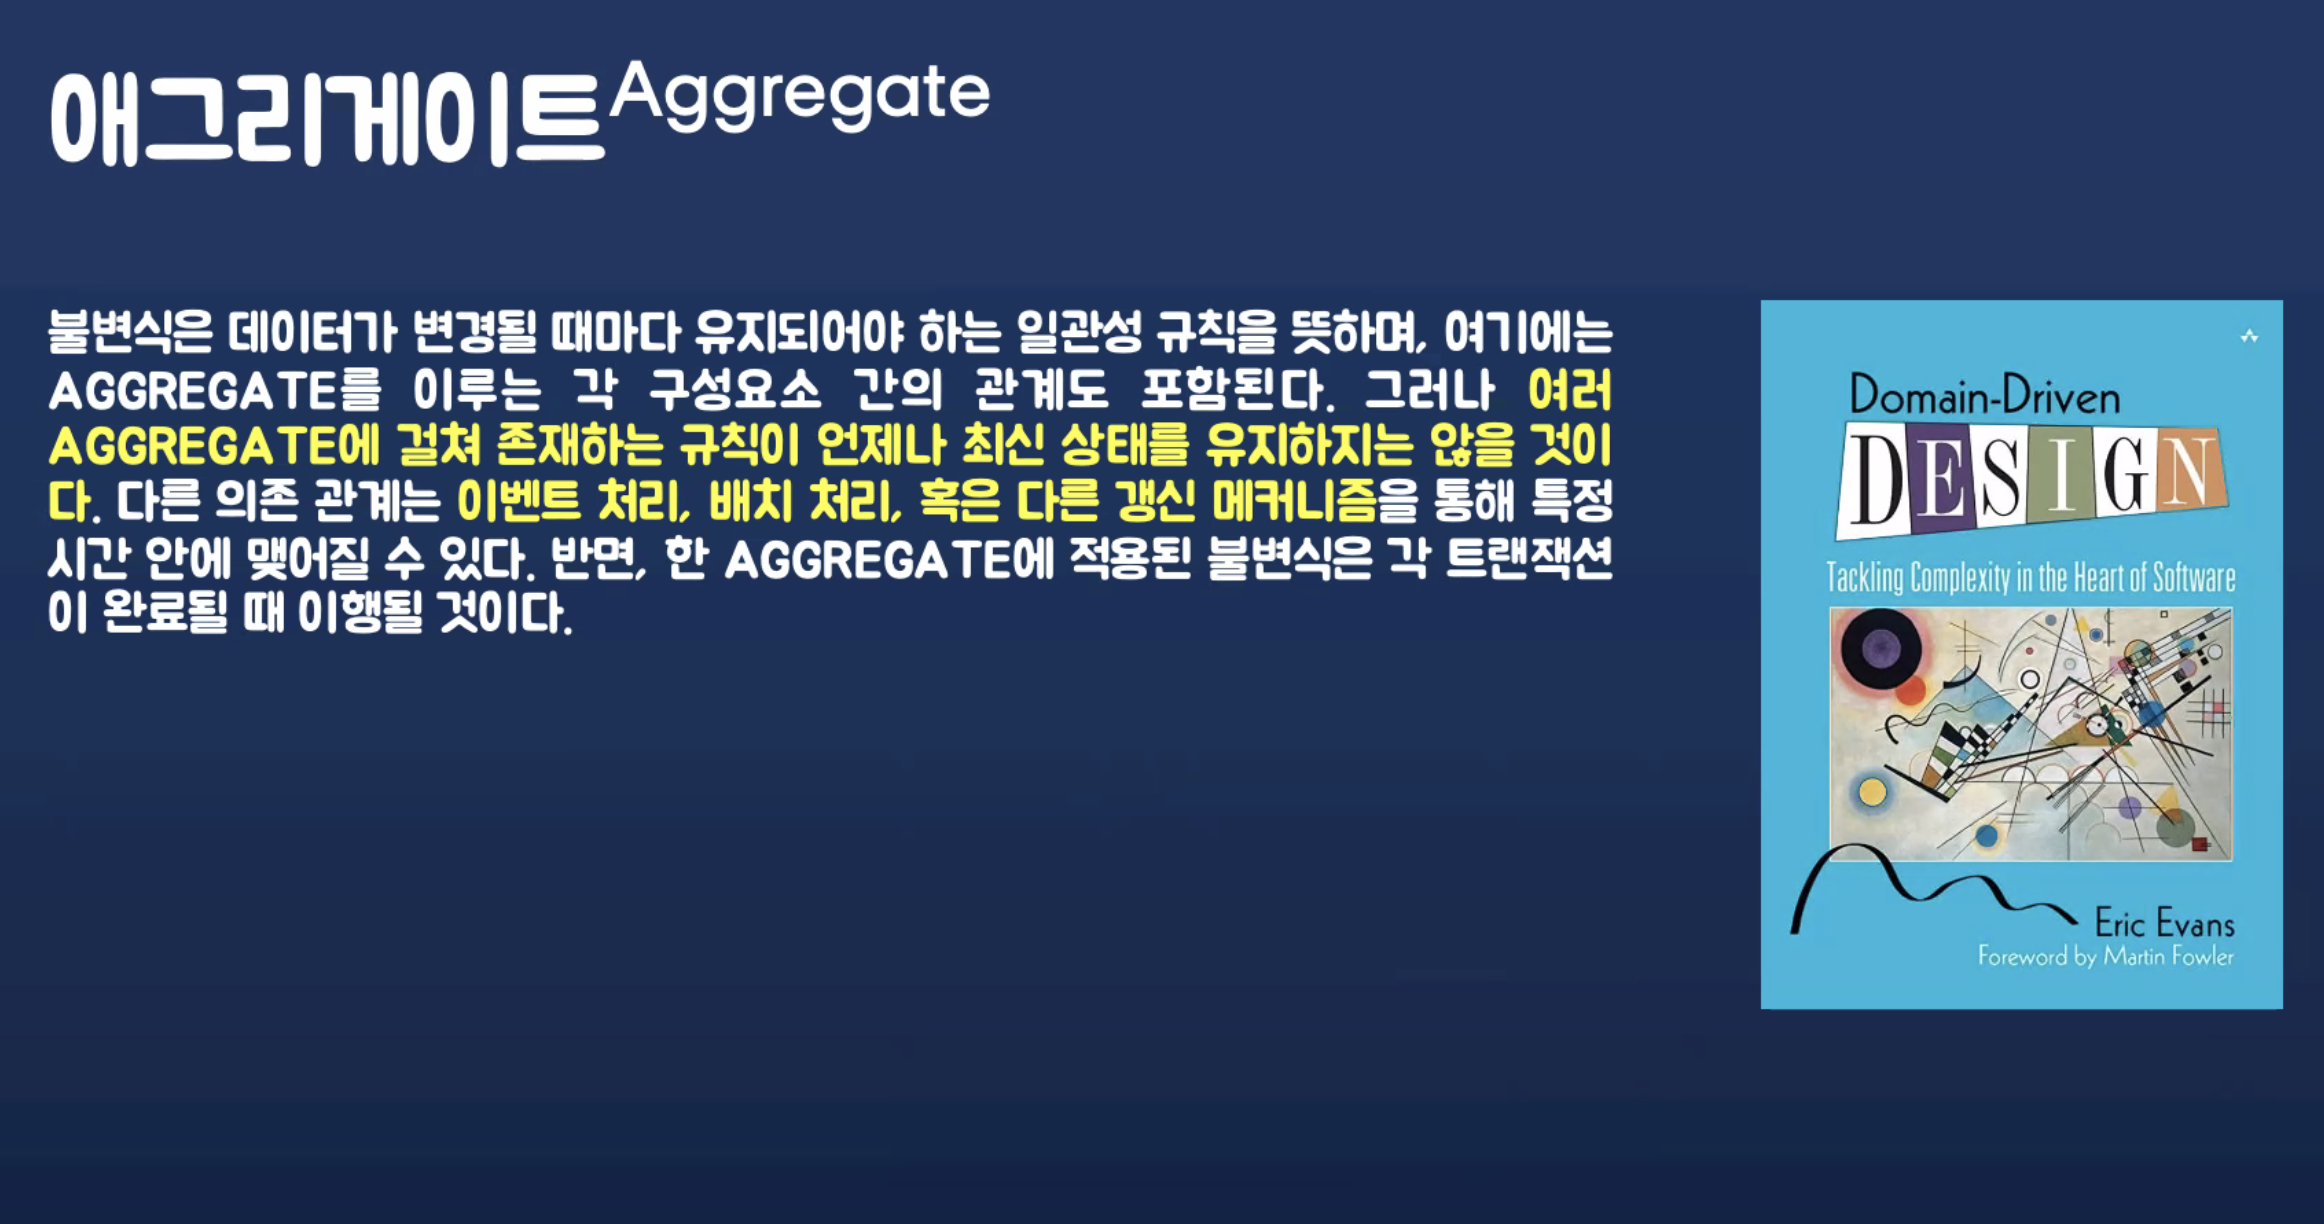 애그리게이트Aggregate
불변식은 데이터가 변경될 때마다 유지되어야 하는 일관성 규칙을 뜻하며, 여기에는
AGGREGATE를 이루는 각 구성요소 간의 관계도 포함된다. 그러나 여러
AGGREGATE에 걸쳐 존재하는 규칙이 언제나 최신 상태를 유지하지는 않을 것이
다. 다른 의존 관계는 이벤트 처리, 배치 처리, 혹은 다른 갱신 메커니즘을 통해 특정
시간 안에 맺어질 수 있다. 반면, 한 AGGREGATE에 적용된 불변식은 각 트랜잭션
이 완료될 때 이행될 것이다.
Domain-Driven
DESIGN
Tackling Complexity in the Heart of Software
Eric Evans
Foreword by Martin Fowler